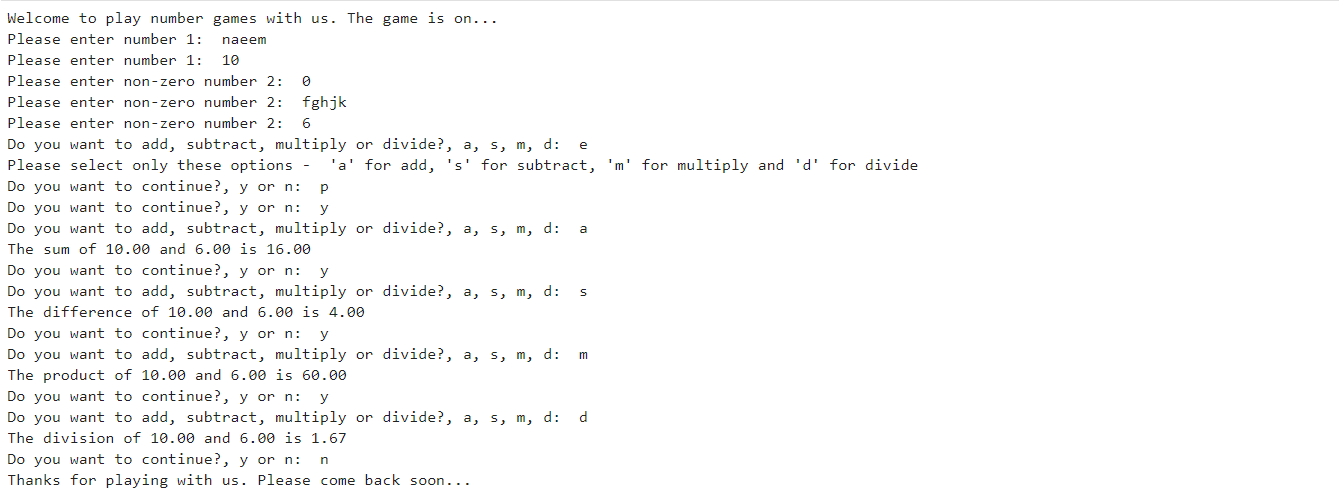 Welcome to play number games with us. The game is on...
Please enter number 1:  naeem
Please enter number 1:  10
Please enter non-zero number 2:  0
Please enter non-zero number 2:  fghjk
Please enter non-zero number 2:  6
Do you want to add, subtract, multiply or divide?, a, s, m, d:  e
Please select only these options -  'a' for add, 's' for subtract, 'm' for multiply and 'd' for divide
Do you want to continue?, y or n:  p
Do you want to continue?, y or n:  y
Do you want to add, subtract, multiply or divide?, a, s, m, d:  a
The sum of 10.00 and 6.00 is 16.00
Do you want to continue?, y or n:  y
Do you want to add, subtract, multiply or divide?, a, s, m, d:  s
The difference of 10.00 and 6.00 is 4.00
Do you want to continue?, y or n:  y
Do you want to add, subtract, multiply or divide?, a, s, m, d:  m
The product of 10.00 and 6.00 is 60.00
Do you want to continue?, y or n:  y
Do you want to add, subtract, multiply or divide?, a, s, m, d:  d
The division of 10.00 and 6.00 is 1.67
Do you want to continue?, y or n:  n
Thanks for playing with us. Please come back soon...